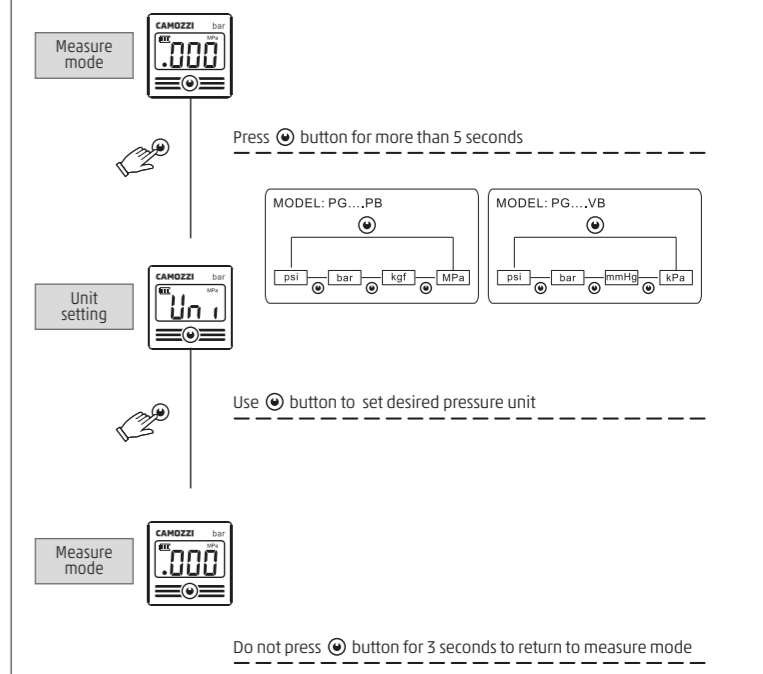 CAMOZZI bar
MPa
.000
Measure
mode
Press button for more than 5 seconds
MODEL: PG....PB
psi bar kgf MPa
MODEL: PG....VB
psi bar mmHg kPa
CAMOZZI bar
MPa
Uni
Unit
setting
Use button to set desired pressure unit
CAMOZZI bar
MPa
.000
Measure
mode
Do not press button for 3 seconds to return to measure mode